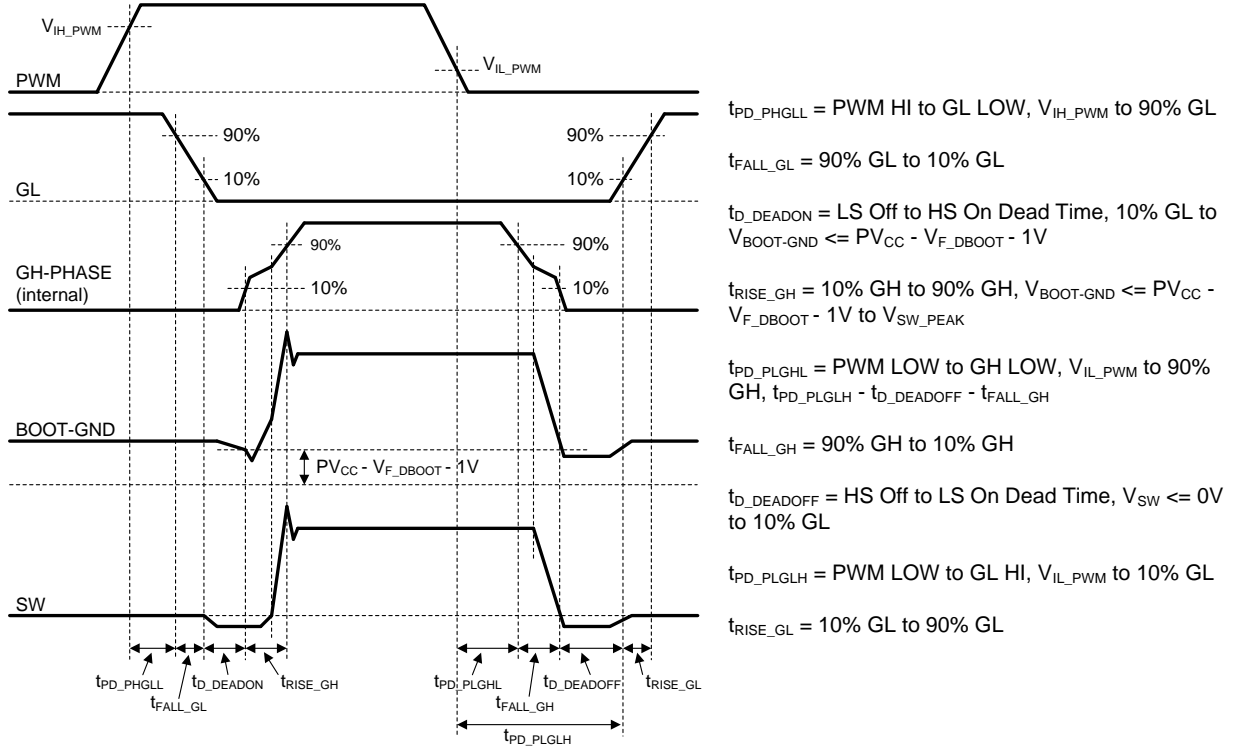 V_IH_PWM
V_IL_PWM
PWM
90%
90%
GL
10%
10%
90%
90%
GH-PHASE
(internal)
10%
10%
BOOT-GND
PV_CC - V_F_DBOOT - 1V
SW
t_PD_PHGLL
t_D_DEADON
t_RISE_GH
t_FALL_GL
t_PD_PLGHL
t_D_DEADOFF
t_RISE_GL
t_FALL_GH
t_PD_PLGLH
t_PD_PHGLL = PWM HI to GL LOW, V_IH_PWM to 90% GL
t_FALL_GL = 90% GL to 10% GL
t_D_DEADON = LS Off to HS On Dead Time, 10% GL to
V_BOOT-GND <= PV_CC - V_F_DBOOT - 1V
t_RISE_GH = 10% GH to 90% GH, V_BOOT-GND <= PV_CC -
V_F_DBOOT - 1V to V_SW_PEAK
t_PD_PLGHL = PWM LOW to GH LOW, V_IL_PWM to 90%
GH, t_PD_PLGLH - t_D_DEADOFF - t_FALL_GH
t_FALL_GH = 90% GH to 10% GH
t_D_DEADOFF = HS Off to LS On Dead Time, V_SW <= 0V
to 10% GL
t_PD_PLGLH = PWM LOW to GL HI, V_IL_PWM to 10% GL
t_RISE_GL = 10% GL to 90% GL